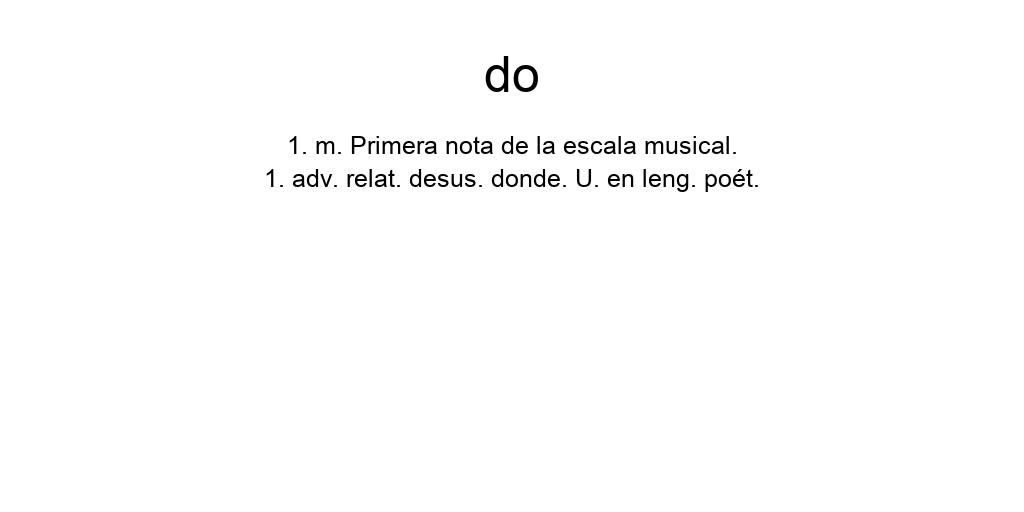 do
1. m. Primera nota de la escala musical.
1. adv. relat. desus. donde. U. en leng. poét.